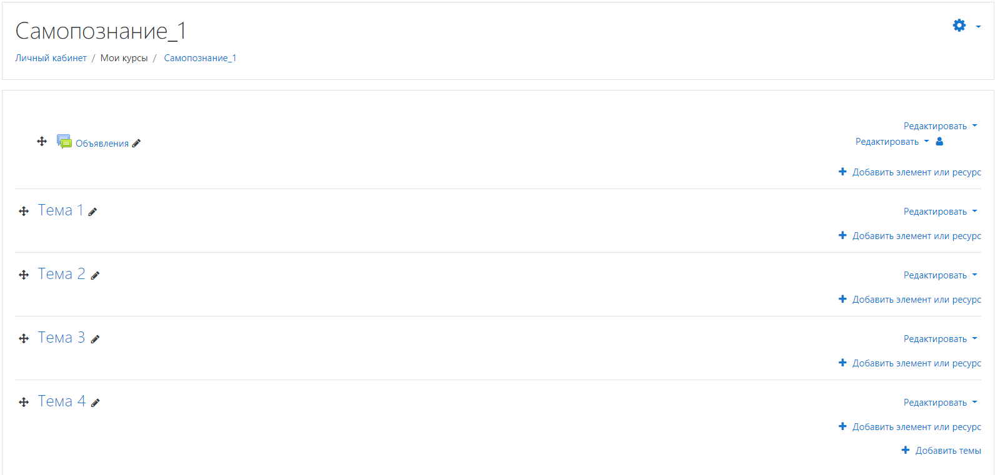 Самопознание_1
Личный кабинет / Мои курсы / Самопознание_1
Редактировать
Объявления
Редактировать
Добавить элемент или ресурс
Тема 1
Редактировать
Добавить элемент или ресурс
Тема 2
Редактировать
Добавить элемент или ресурс
Тема 3
Редактировать
Добавить элемент или ресурс
Тема 4
Редактировать
Добавить элемент или ресурс
Добавить темы